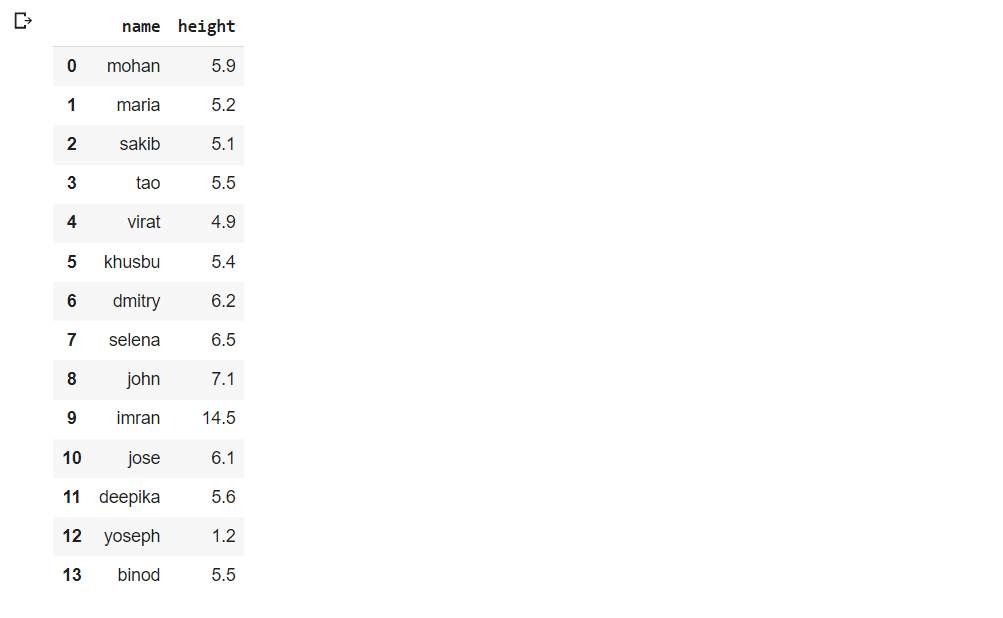 name height
0 mohan 5.9
1 maria 5.2
2 sakib 5.1
3 tao 5.5
4 virat 4.9
5 khusbu 5.4
6 dmitry 6.2
7 selena 6.5
8 john 7.1
9 imran 14.5
10 jose 6.1
11 deepika 5.6
12 yoseph 1.2
13 binod 5.5